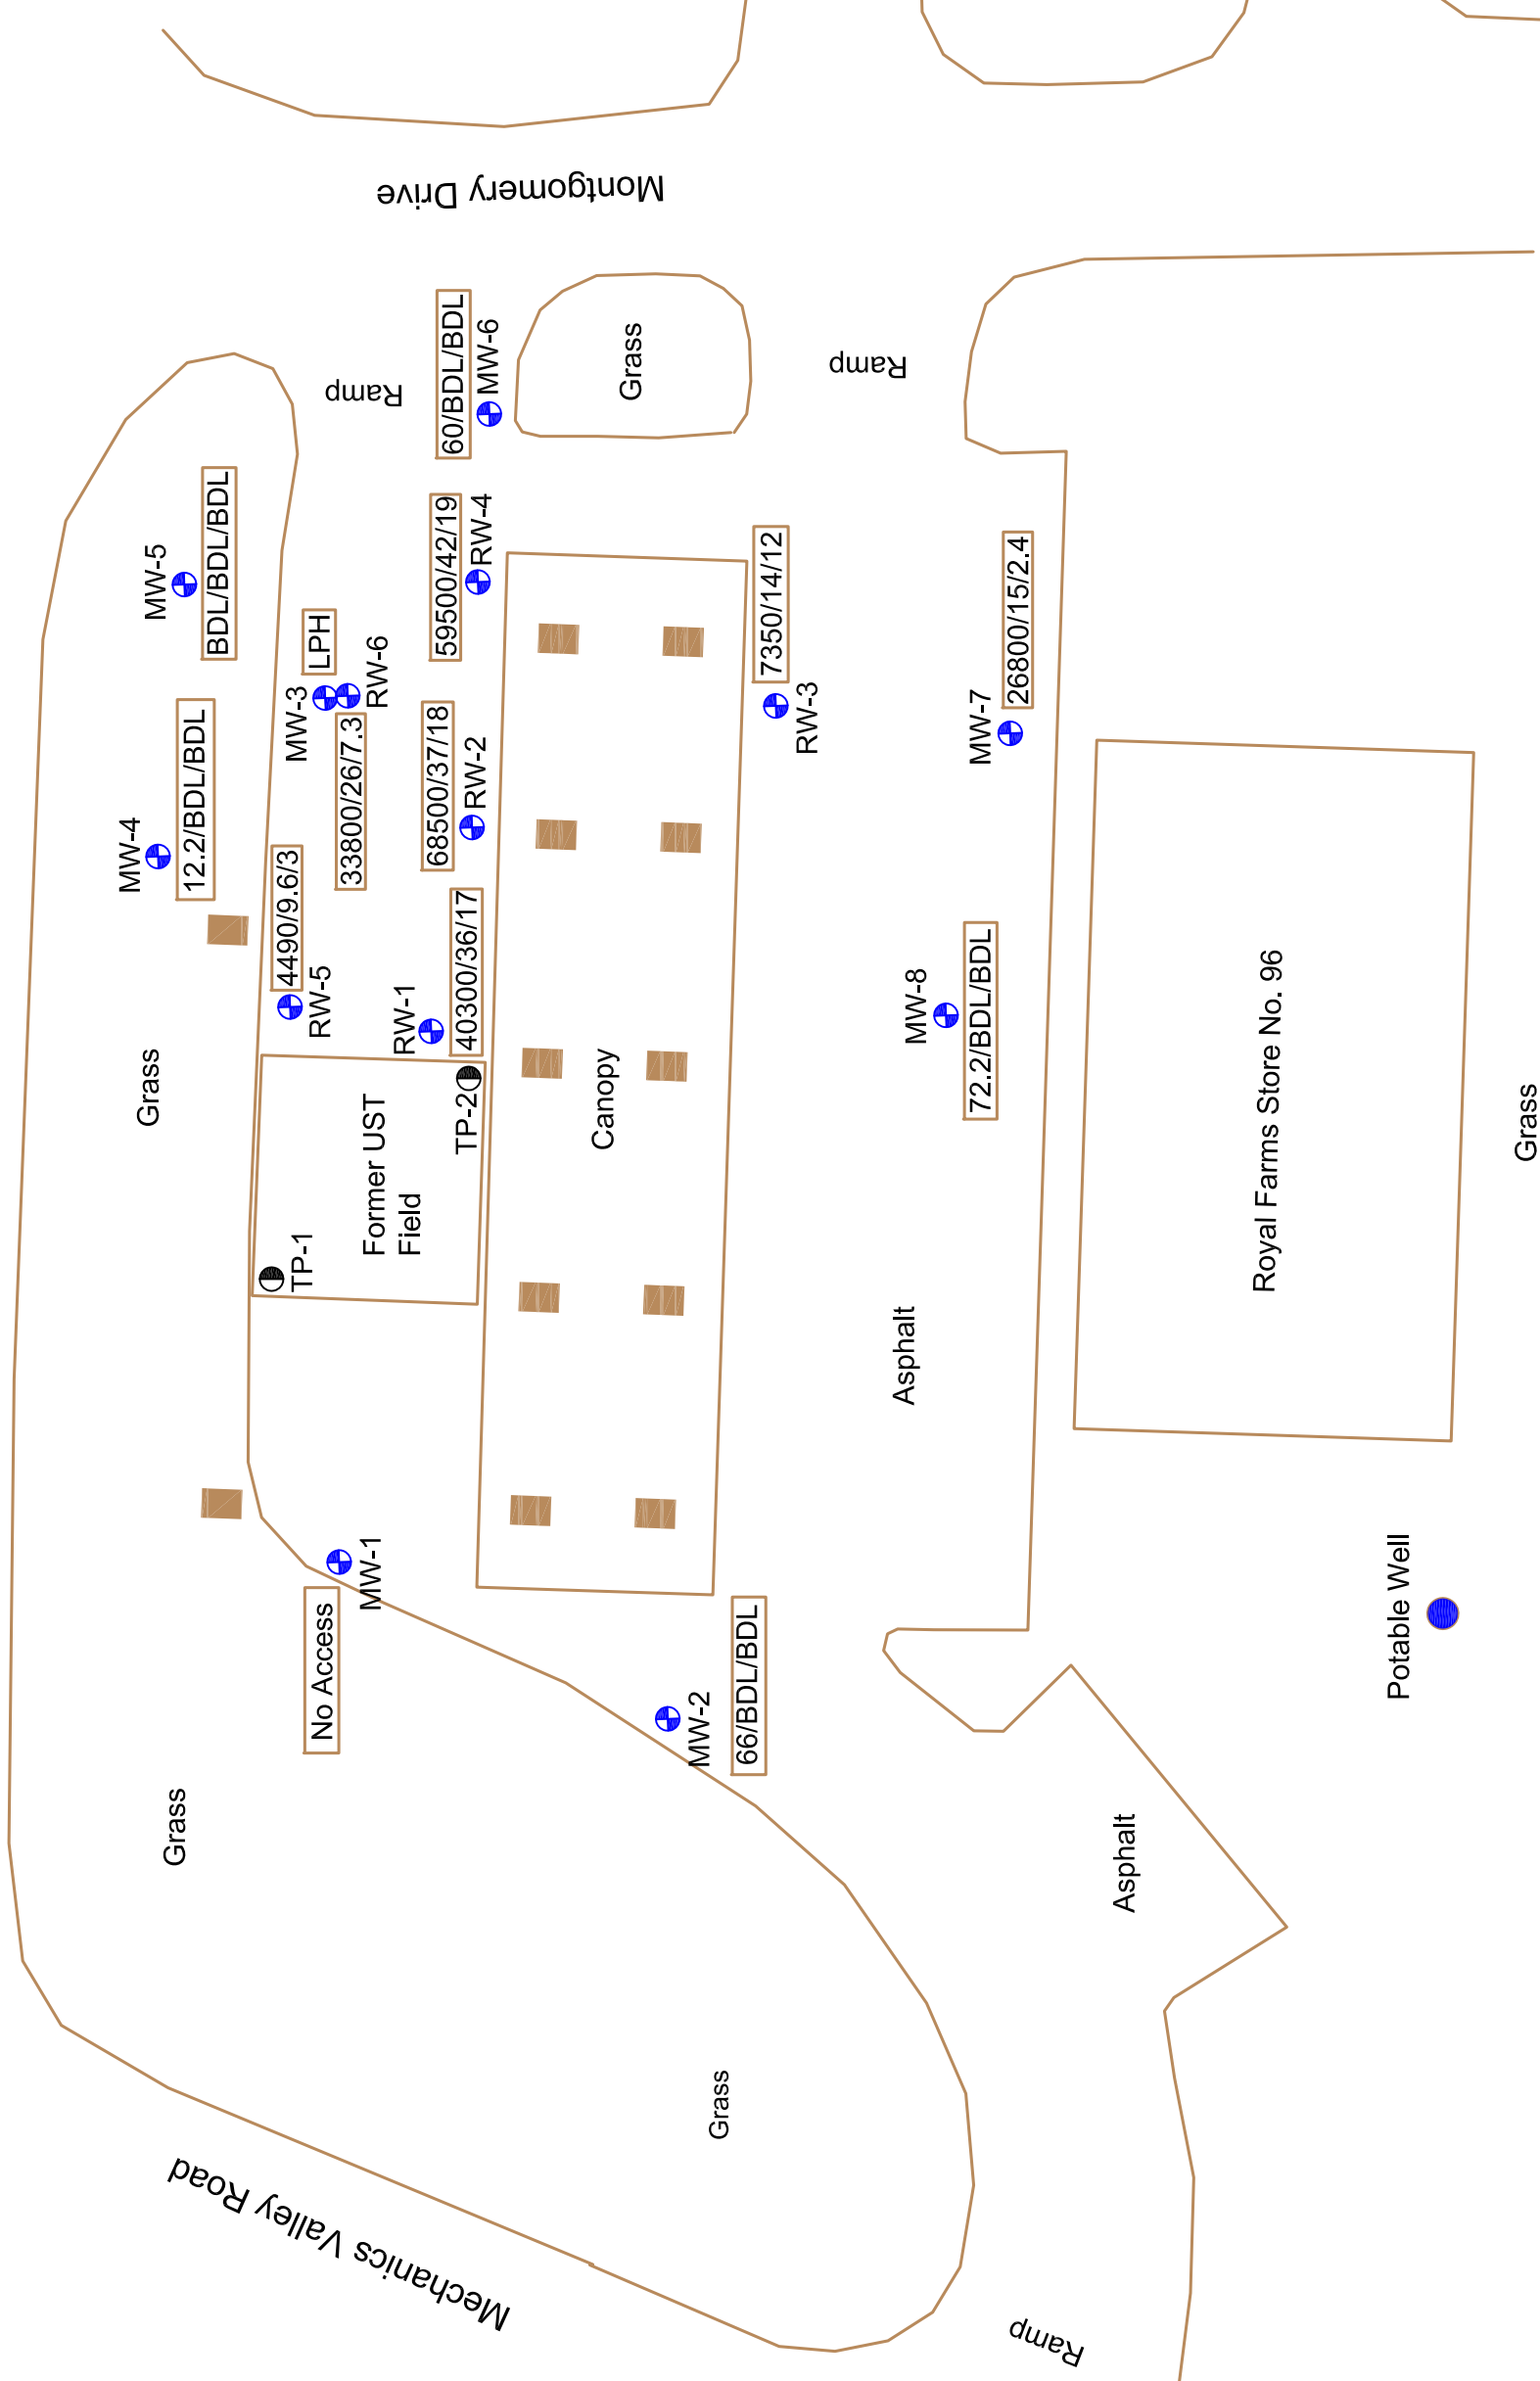 Montgomery Drive
Ramp
60/BDL/BDL
MW-6
Grass
Ramp
MW-5
BDL/BDL/BDL
LPH
MW-3
RW-6
33800/26/7.3
59500/42/19
RW-4
68500/37/18
RW-2
7350/14/12
RW-3
MW-7
26800/15/2.4
MW-4
12.2/BDL/BDL
4490/9.6/3
RW-5
RW-1
40300/36/17
MW-8
72.2/BDL/BDL
Grass
TP-2
Former UST
Field
TP-1
Canopy
Asphalt
Royal Farms Store No. 96
Grass
MW-1
No Access
MW-2
66/BDL/BDL
Potable Well
Grass
Asphalt
Grass
Mechanics Valley Road
Ramp